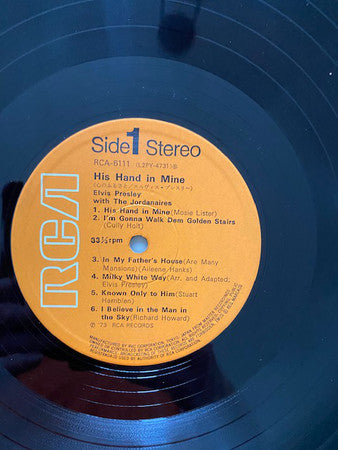 Side 1 Stereo
RCA-6111 (L2PY-4731)
His Hand in Mine
Elvis Presley
with The Jordanaires
1. His Hand in Mine(Mosie Lister)
2. I'm Gonna Walk Dem Golden Stairs
(Cully Holt)
33⅓rpm
3. In My Father's House(Are Many
Mansions)(Aileene/Hanks)
4. Milky White Way(Arr. and Adapted;
Elvis Presley)
5. Known Only to Him(Stuart
Hamblen)
6. I Believe in the Man in
the Sky(Richard Howard)
℗ '73 RCA RECORDS
RCA